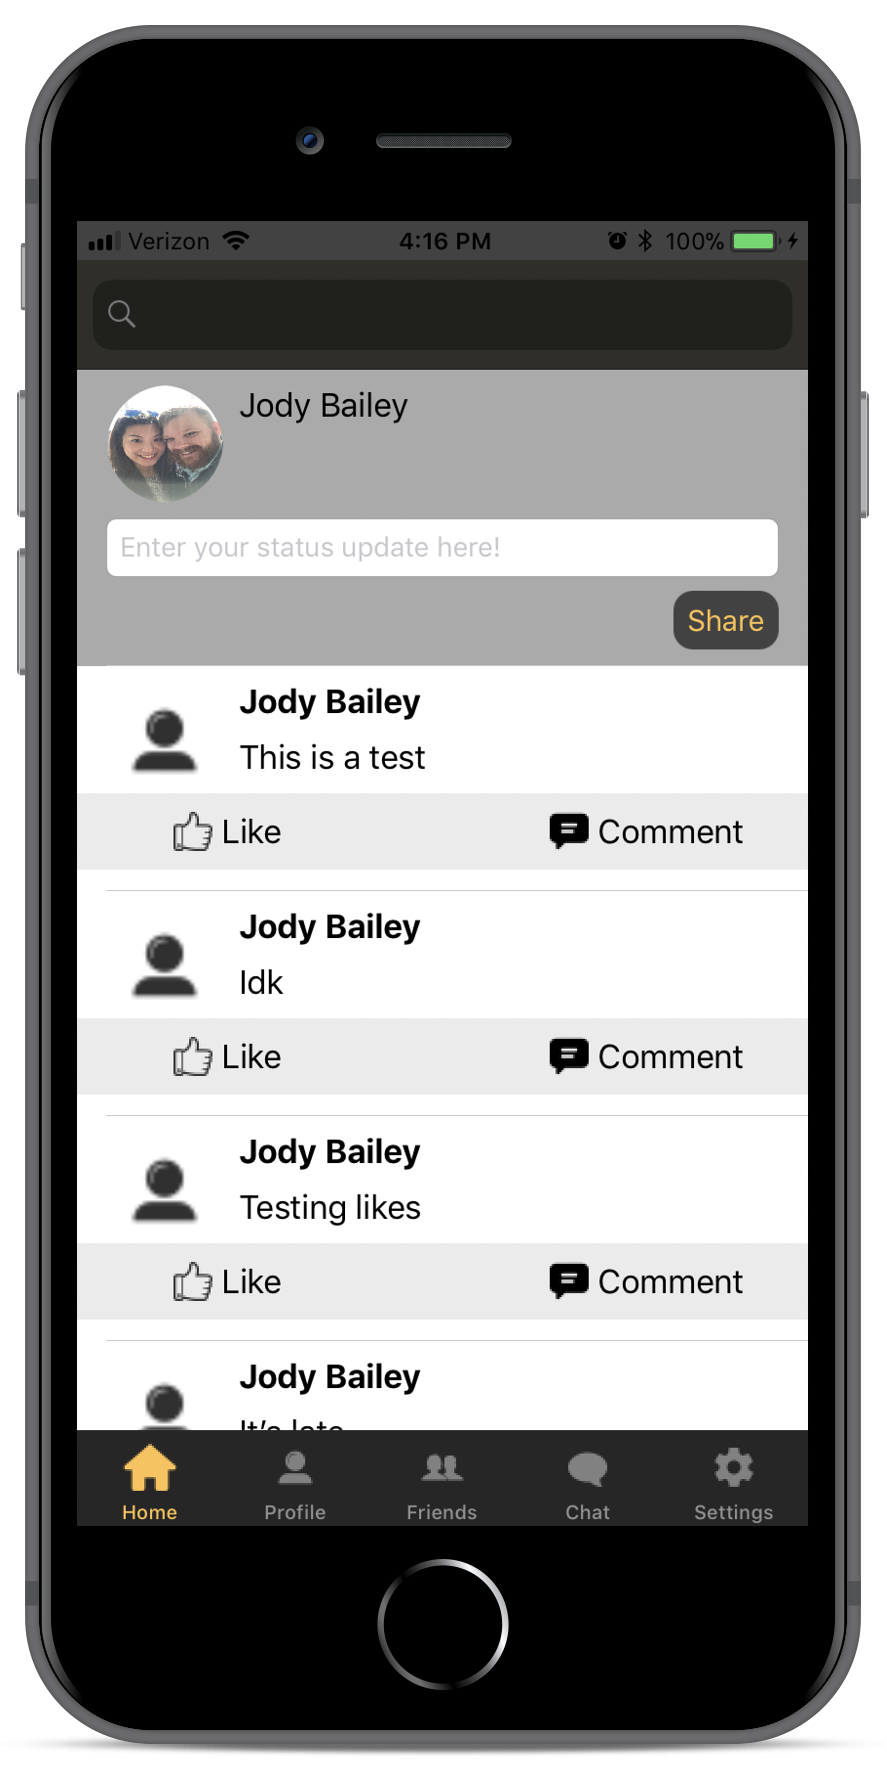 Verizon 4:16 PM 100%
Jody Bailey
Enter your status update here!
Share
Jody Bailey
This is a test
Like Comment
Jody Bailey
Idk
Like Comment
Jody Bailey
Testing likes
Like Comment
Jody Bailey
It's late
Home Profile Friends Chat Settings